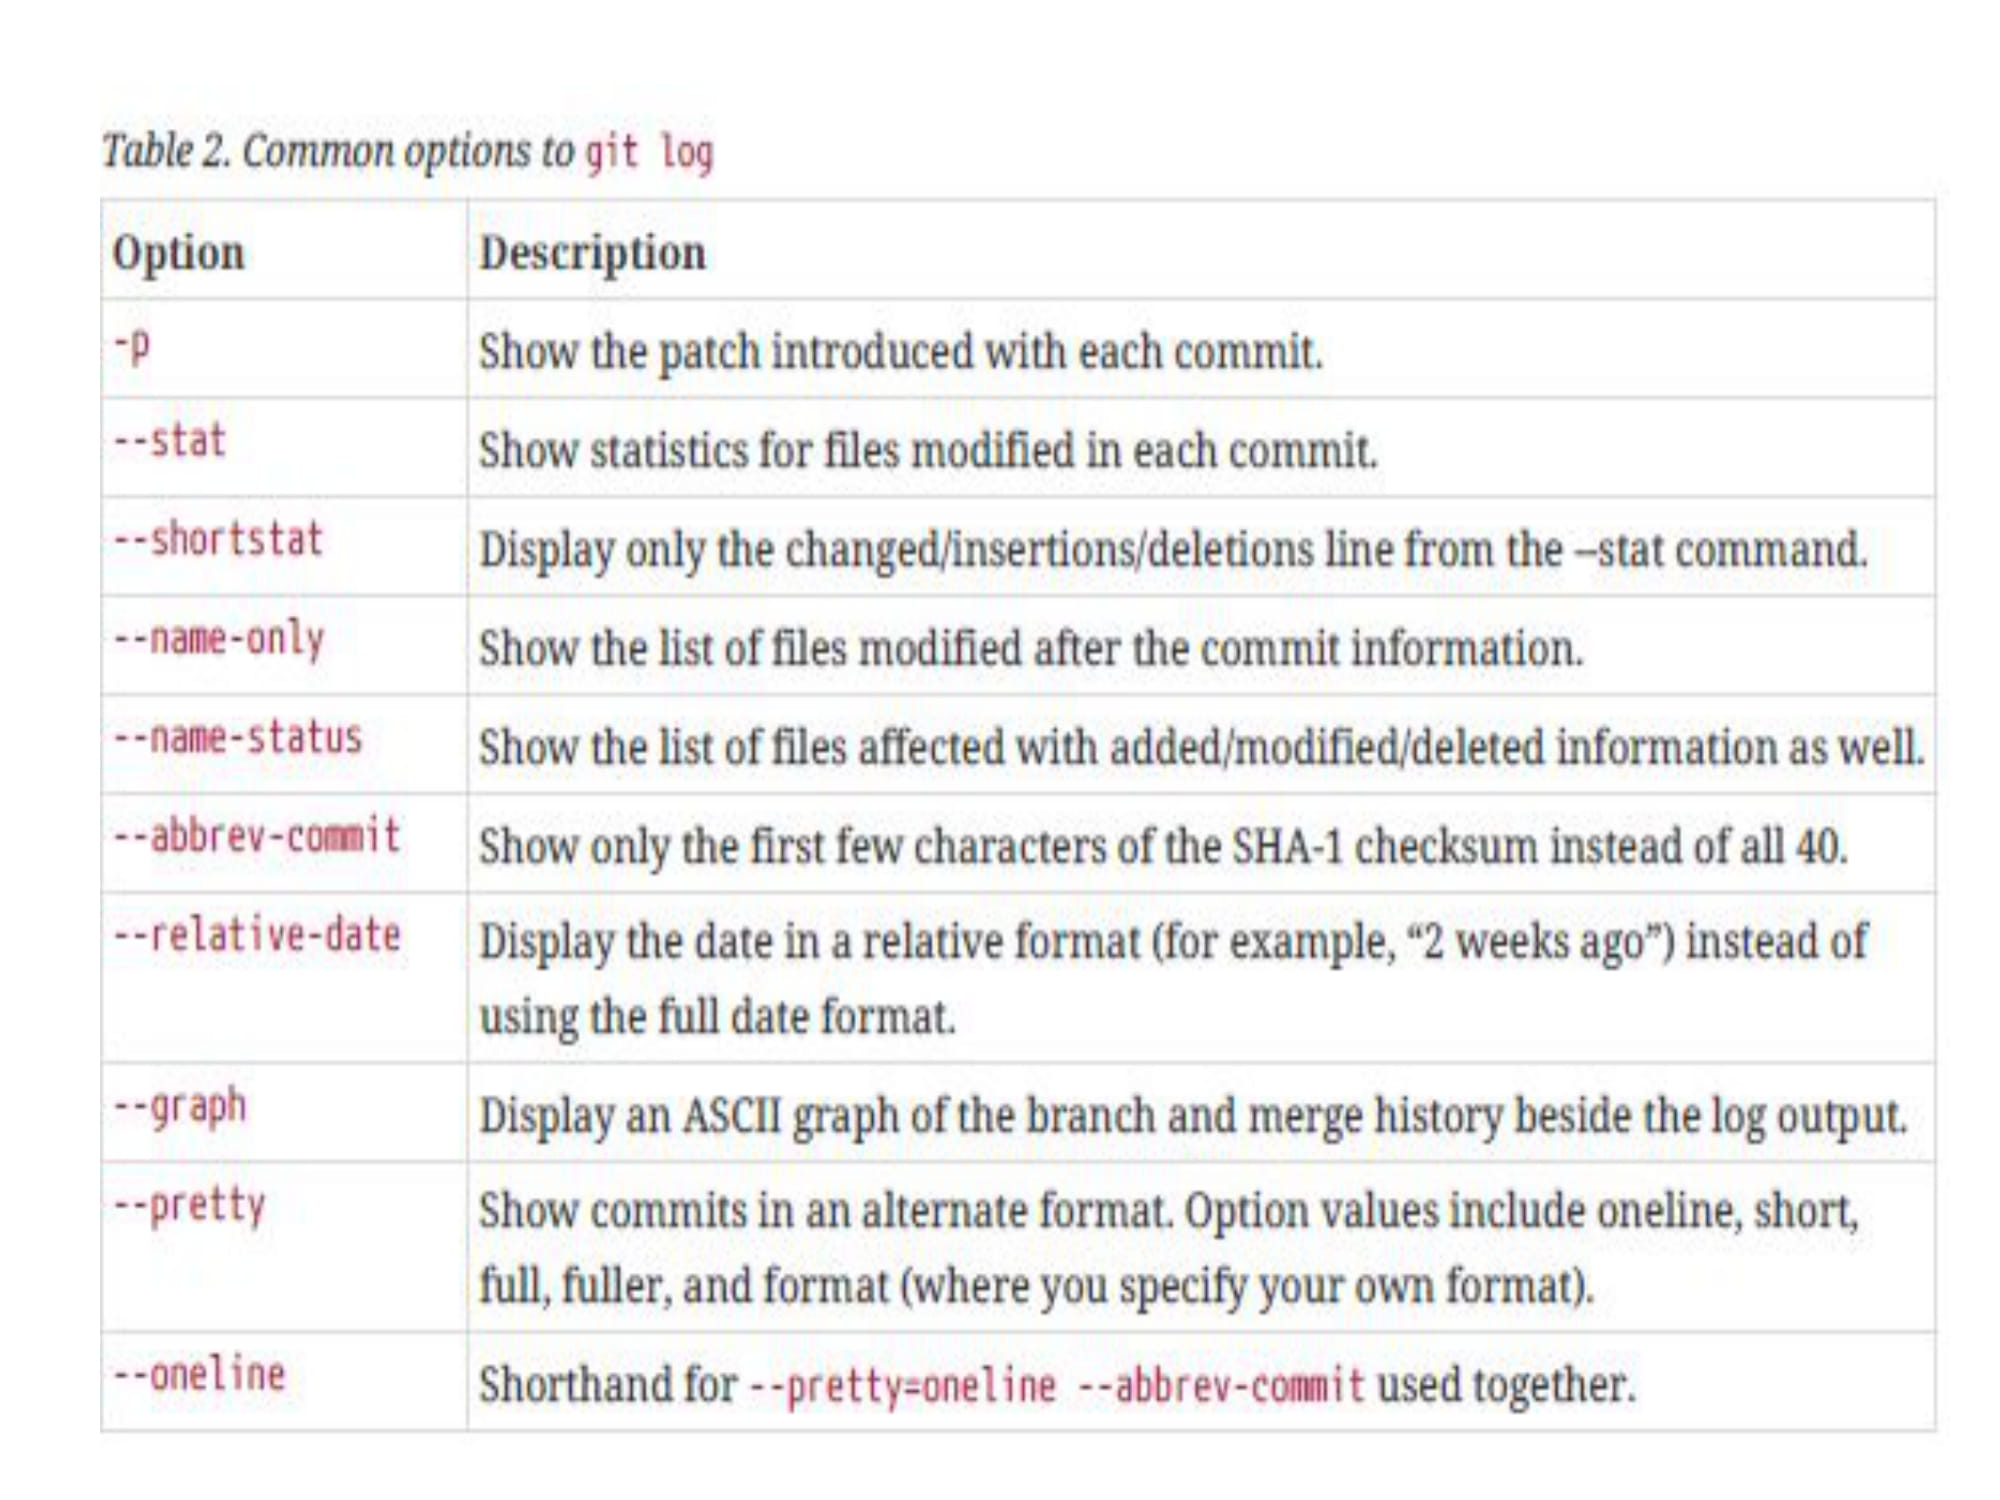 Table 2. Common options to git log
Option Description
-p Show the patch introduced with each commit.
--stat Show statistics for files modified in each commit.
--shortstat Display only the changed/insertions/deletions line from the –stat command.
--name-only Show the list of files modified after the commit information.
--name-status Show the list of files affected with added/modified/deleted information as well.
--abbrev-commit Show only the first few characters of the SHA-1 checksum instead of all 40.
--relative-date Display the date in a relative format (for example, “2 weeks ago”) instead of
using the full date format.
--graph Display an ASCII graph of the branch and merge history beside the log output.
--pretty Show commits in an alternate format. Option values include oneline, short,
full, fuller, and format (where you specify your own format).
--oneline Shorthand for --pretty=oneline --abbrev-commit used together.